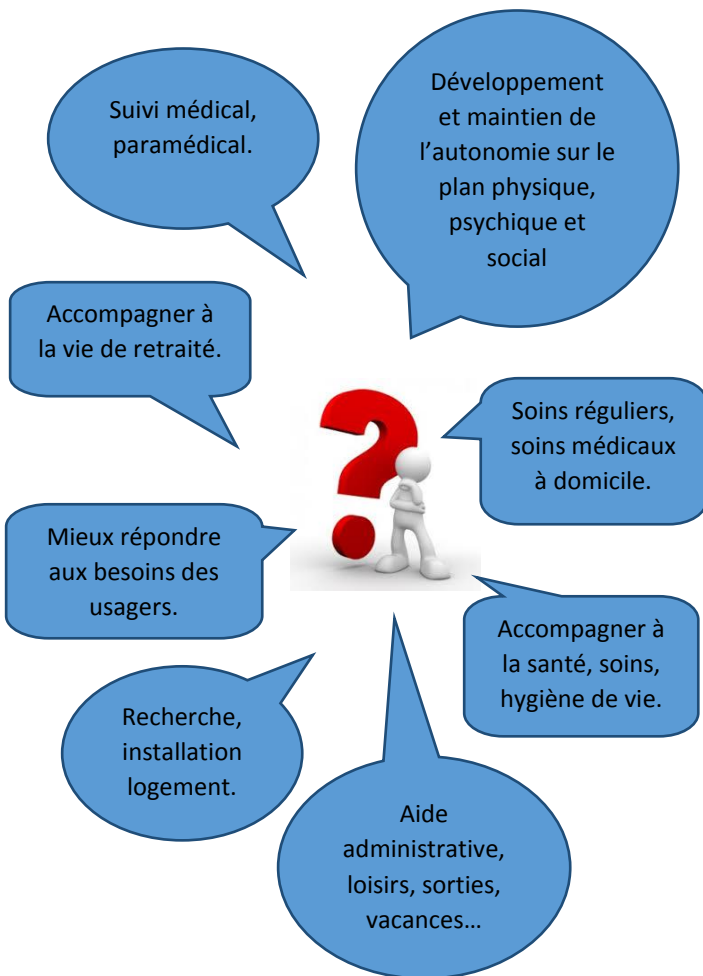 Suivi médical,
paramédical.
Développement
et maintien de
l’autonomie sur le
plan physique,
psychique et
social
Accompagner à
la vie de retraité.
Soins réguliers,
soins médicaux
à domicile.
Mieux répondre
aux besoins des
usagers.
Accompagner à
la santé, soins,
hygiène de vie.
Recherche,
installation
logement.
Aide
administrative,
loisirs, sorties,
vacances…